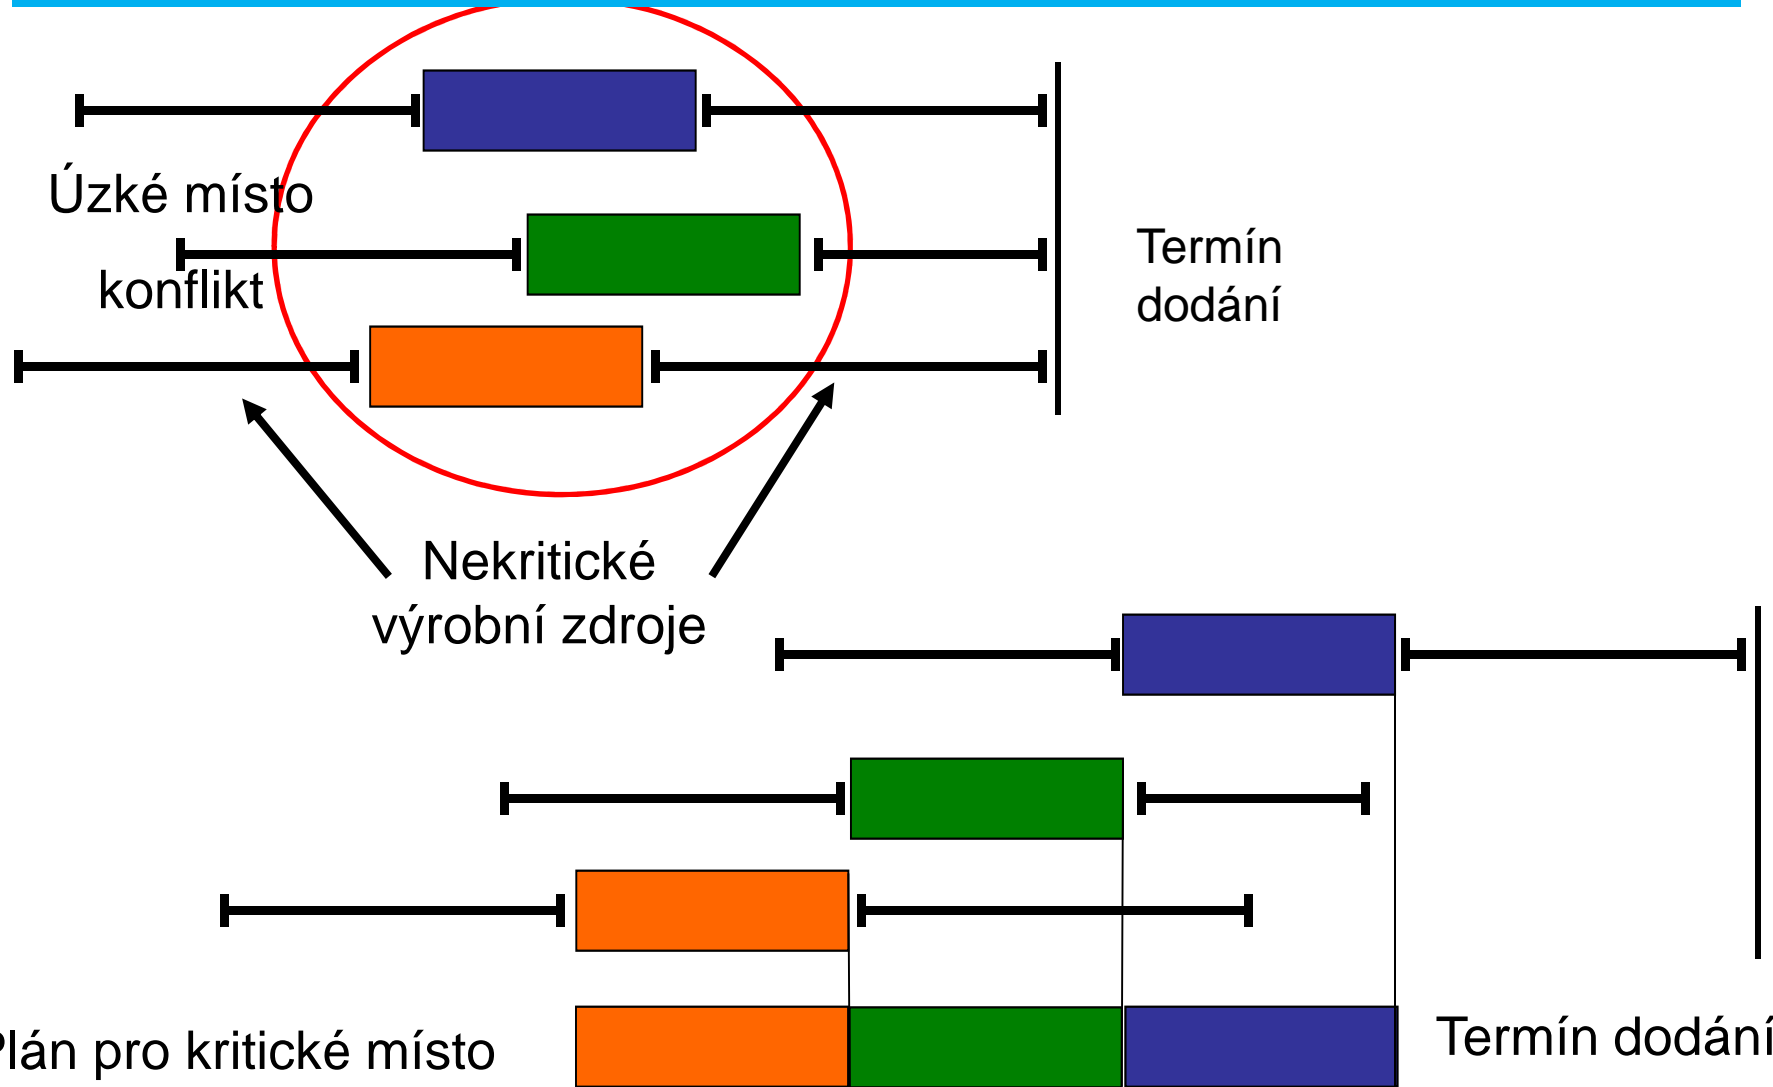 Úzké místo
konflikt
Termín
dodání
Nekritické
výrobní zdroje
Plán pro kritické místo
Termín dodání